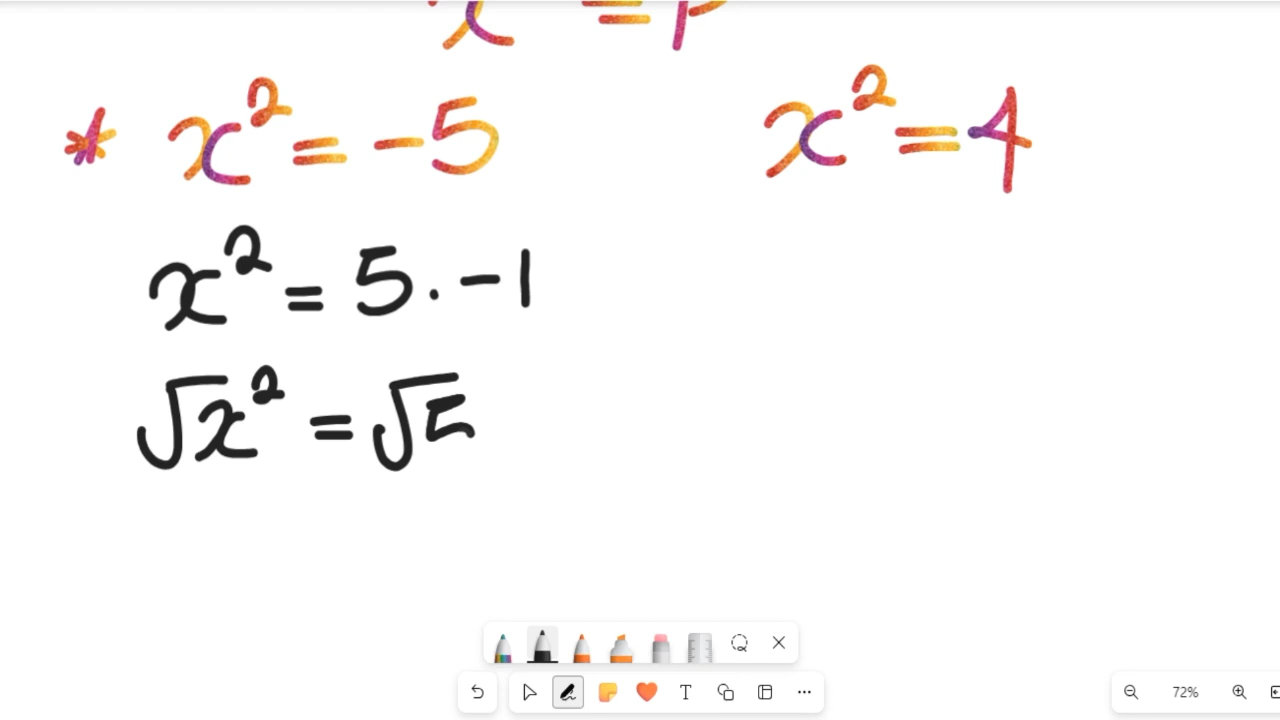 * x² = -5
x² = 4
x² = 5 . -1
√x² = √5
72%